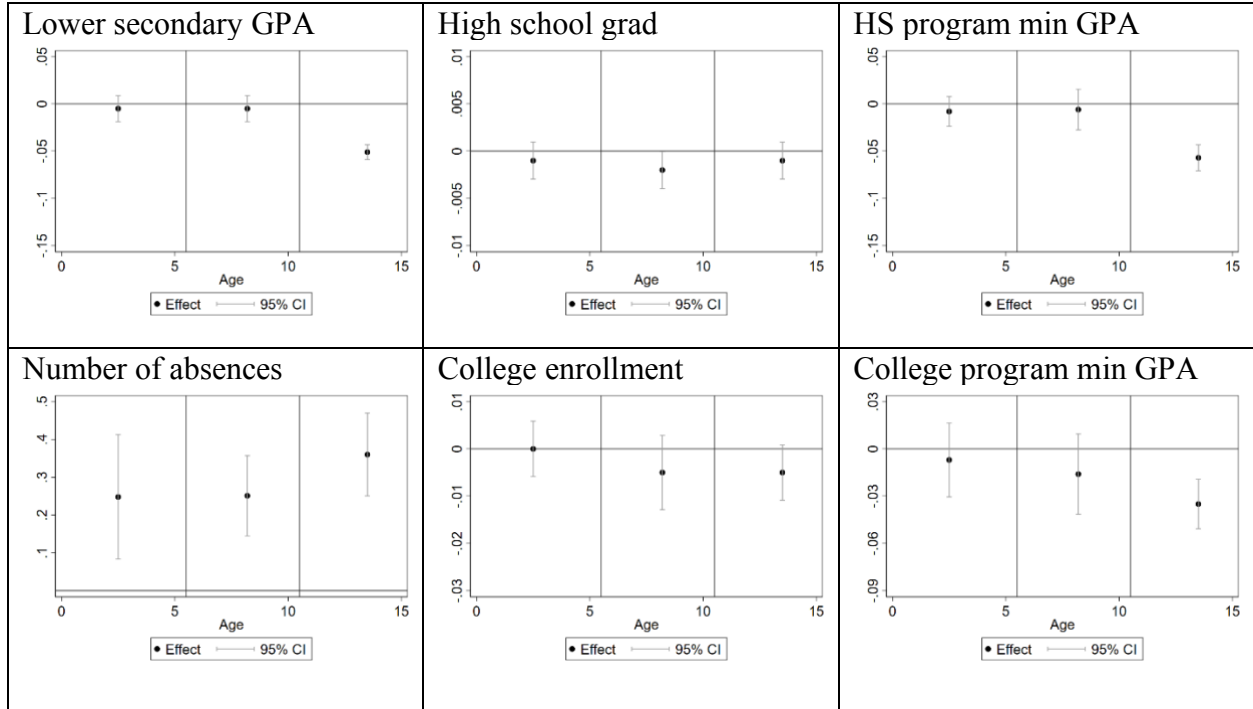 Lower secondary GPA
.05
0
-.05
-.1
-.15
0 5 10 15
Age
Effect 95% CI
High school grad
.01
.005
0
-.005
-.01
0 5 10 15
Age
Effect 95% CI
HS program min GPA
.05
0
-.05
-.1
-.15
0 5 10 15
Age
Effect 95% CI
Number of absences
.5
.4
.3
.2
.1
0 5 10 15
Age
Effect 95% CI
College enrollment
.01
0
-.01
-.02
-.03
0 5 10 15
Age
Effect 95% CI
College program min GPA
.03
0
-.03
-.06
-.09
0 5 10 15
Age
Effect 95% CI